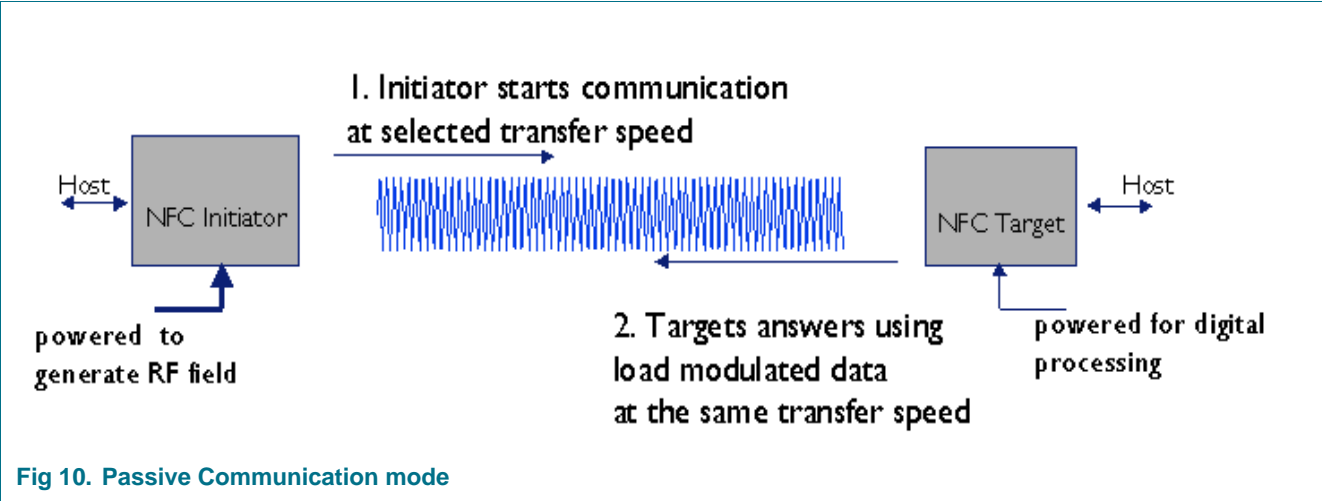 1. Initiator starts communication
at selected transfer speed
Host
NFC Initiator
Host
NFC Target
powered to
generate RF field
2. Targets answers using
load modulated data
at the same transfer speed
powered for digital
processing
Fig 10. Passive Communication mode